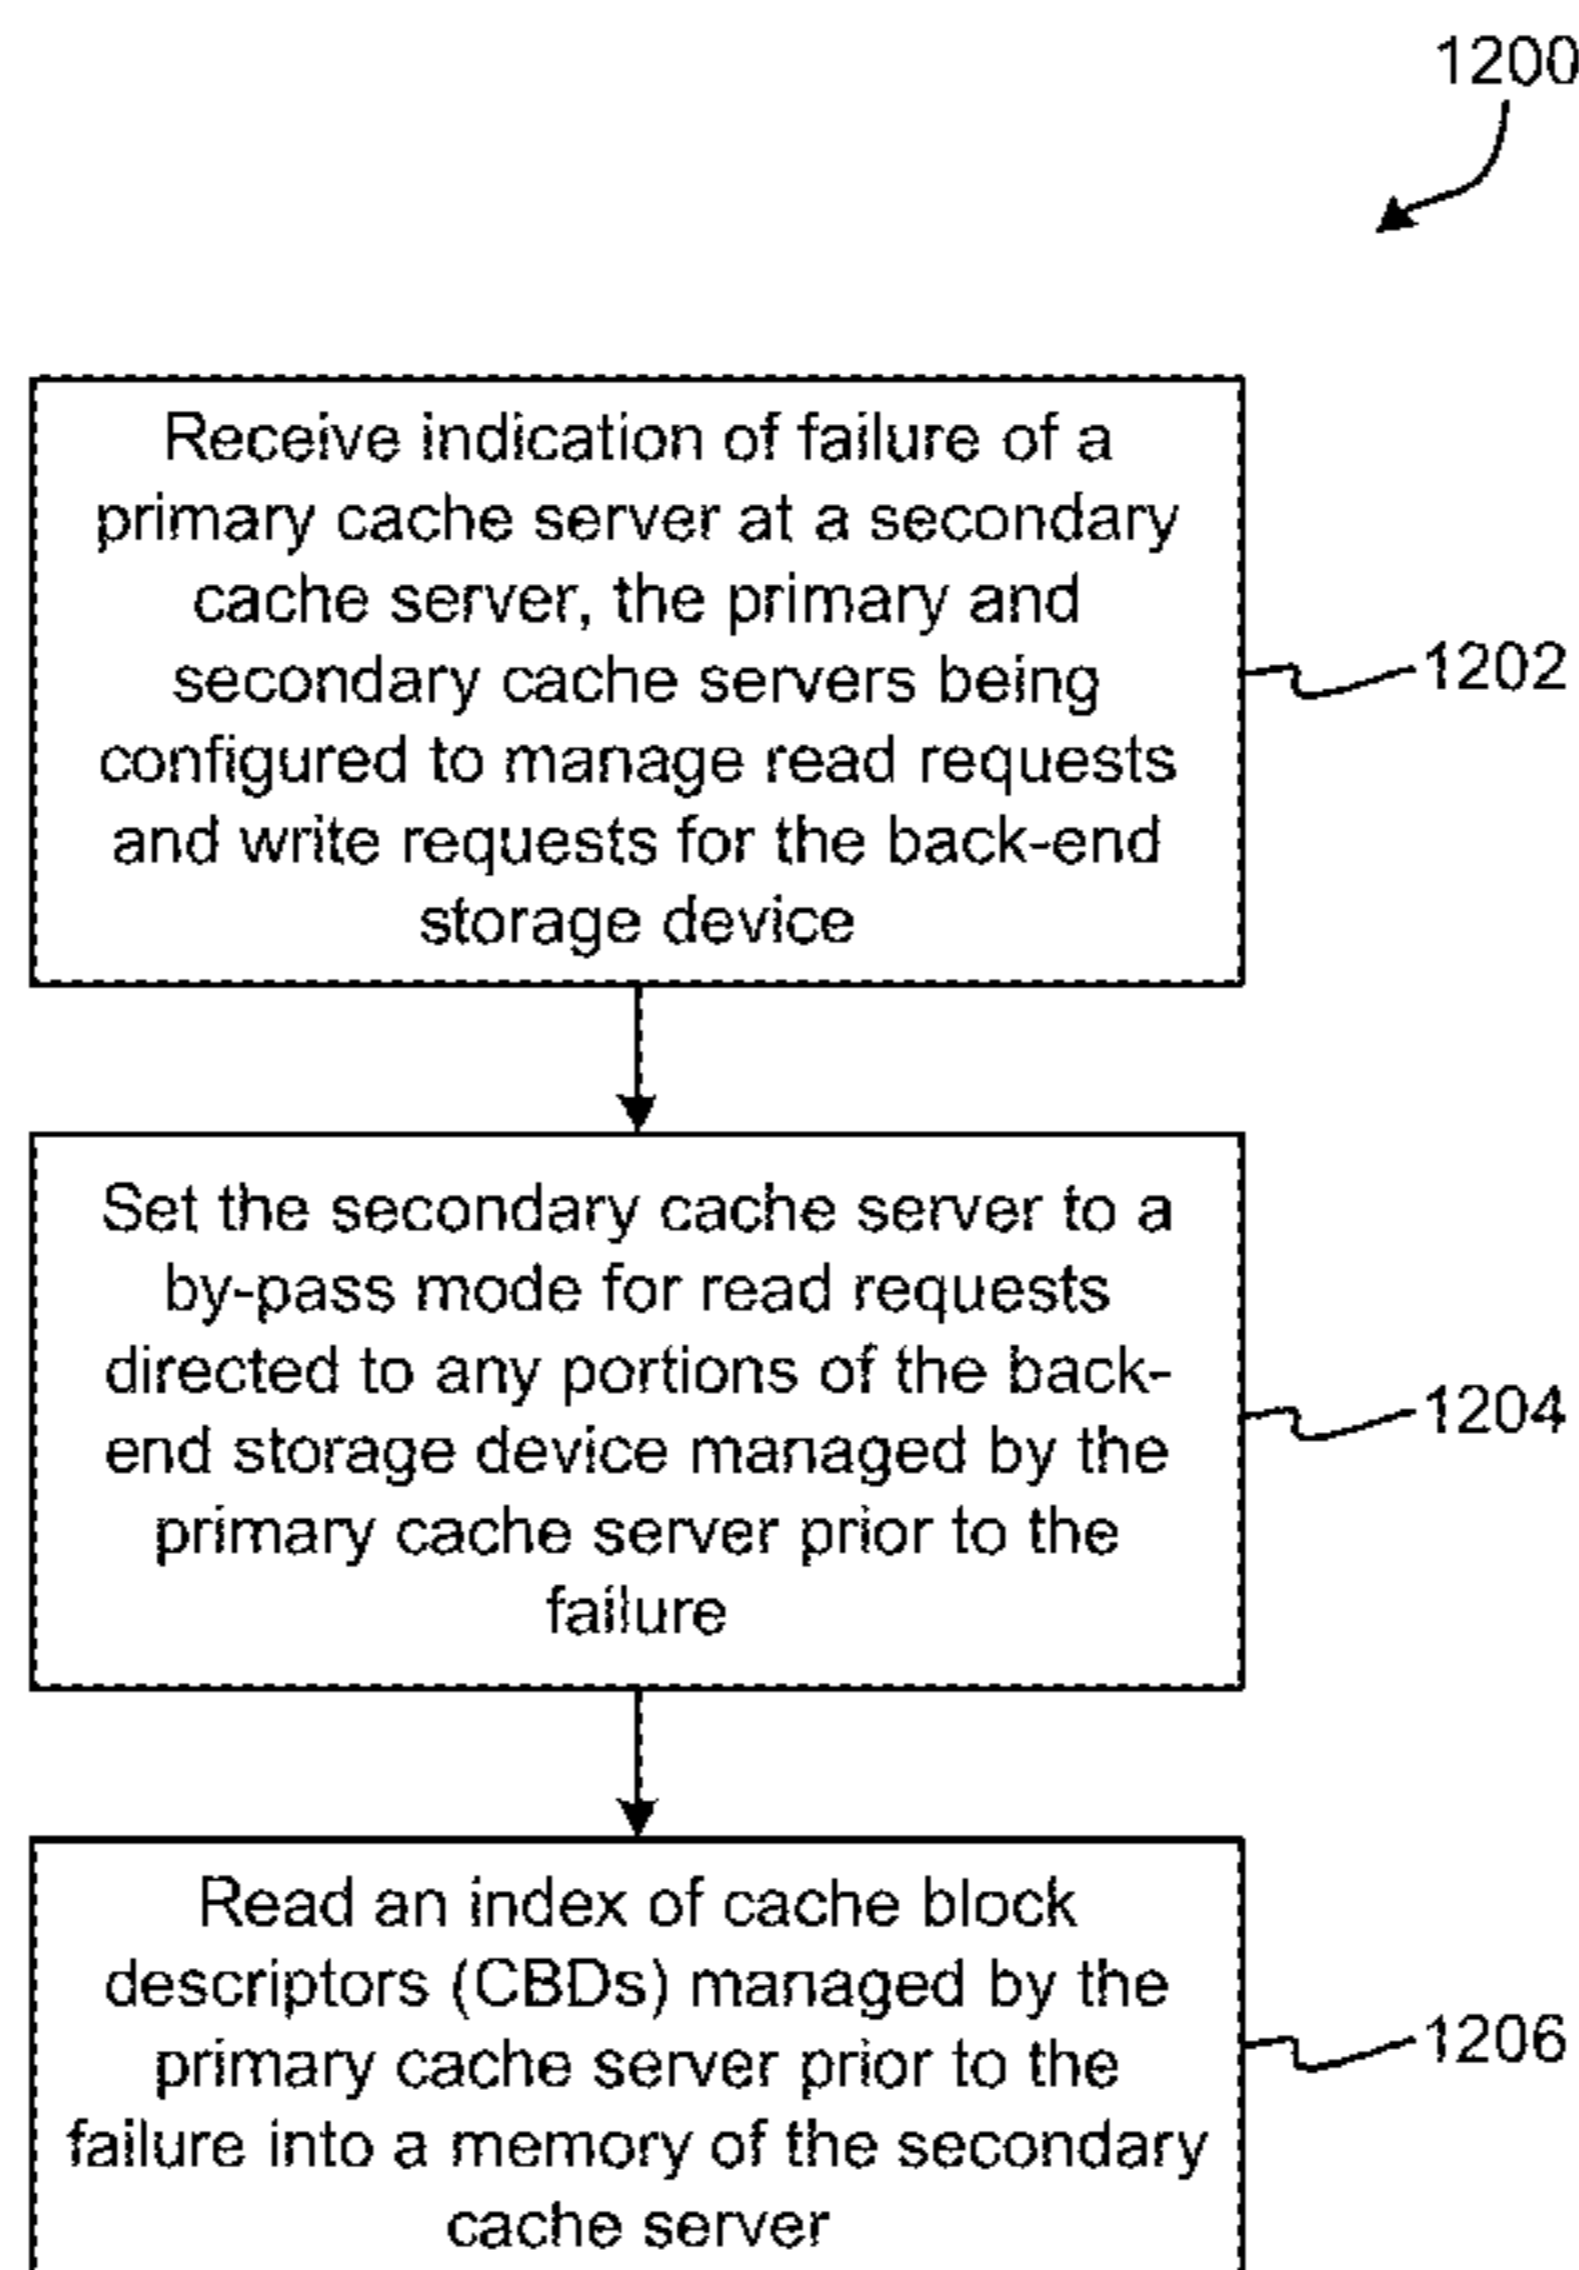 1200
Receive indication of failure of a
primary cache server at a secondary
cache server, the primary and
secondary cache servers being
configured to manage read requests
and write requests for the back-end
storage device
1202
Set the secondary cache server to a
by-pass mode for read requests
directed to any portions of the back-
end storage device managed by the
primary cache server prior to the
failure
1204
Read an index of cache block
descriptors (CBDs) managed by the
primary cache server prior to the
failure into a memory of the secondary
cache server
1206